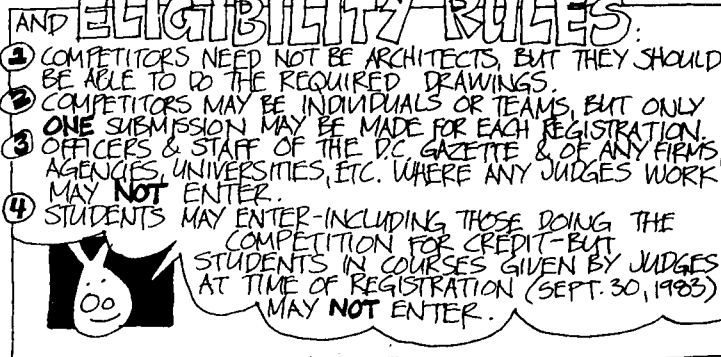 AND ELIGIBILITY RULES:
1 COMPETITORS NEED NOT BE ARCHITECTS, BUT THEY SHOULD
BE ABLE TO DO THE REQUIRED DRAWINGS.
2 COMPETITORS MAY BE INDIVIDUALS OR TEAMS, BUT ONLY
ONE SUBMISSION MAY BE MADE FOR EACH REGISTRATION.
3 OFFICERS & STAFF OF THE D.C. GAZETTE & OF ANY FIRMS,
AGENCIES, UNIVERSITIES, ETC. WHERE ANY JUDGES WORK
MAY NOT ENTER.
4 STUDENTS MAY ENTER-INCLUDING THOSE DOING THE
COMPETITION FOR CREDIT-BUT
STUDENTS IN COURSES GIVEN BY JUDGES
AT TIME OF REGISTRATION (SEPT. 30, 1983)
MAY NOT ENTER.